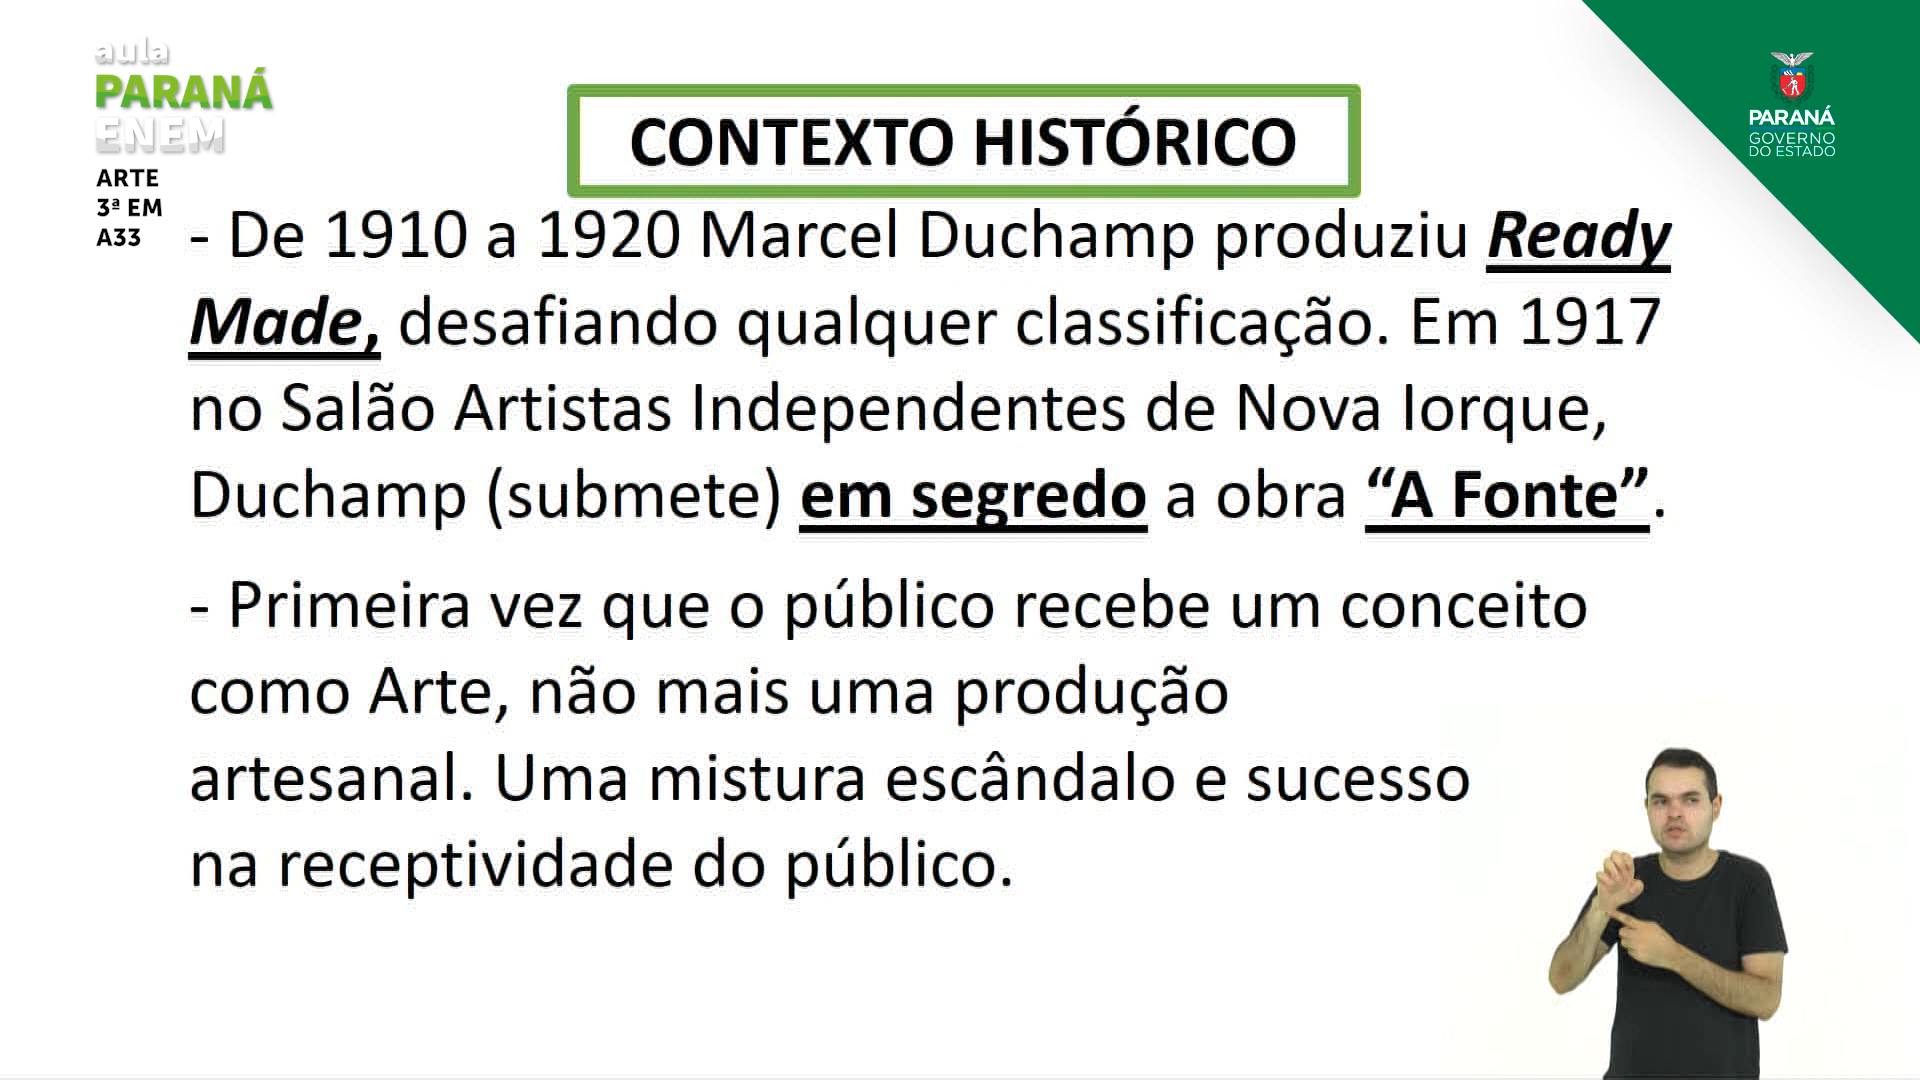 aula
PARANÁ
ENEM
ARTE
3ª EM
A33
PARANÁ
GOVERNO
DO ESTADO
CONTEXTO HISTÓRICO
- De 1910 a 1920 Marcel Duchamp produziu Ready
Made, desafiando qualquer classificação. Em 1917
no Salão Artistas Independentes de Nova Iorque,
Duchamp (submete) em segredo a obra “A Fonte”.
- Primeira vez que o público recebe um conceito
como Arte, não mais uma produção
artesanal. Uma mistura escândalo e sucesso
na receptividade do público.